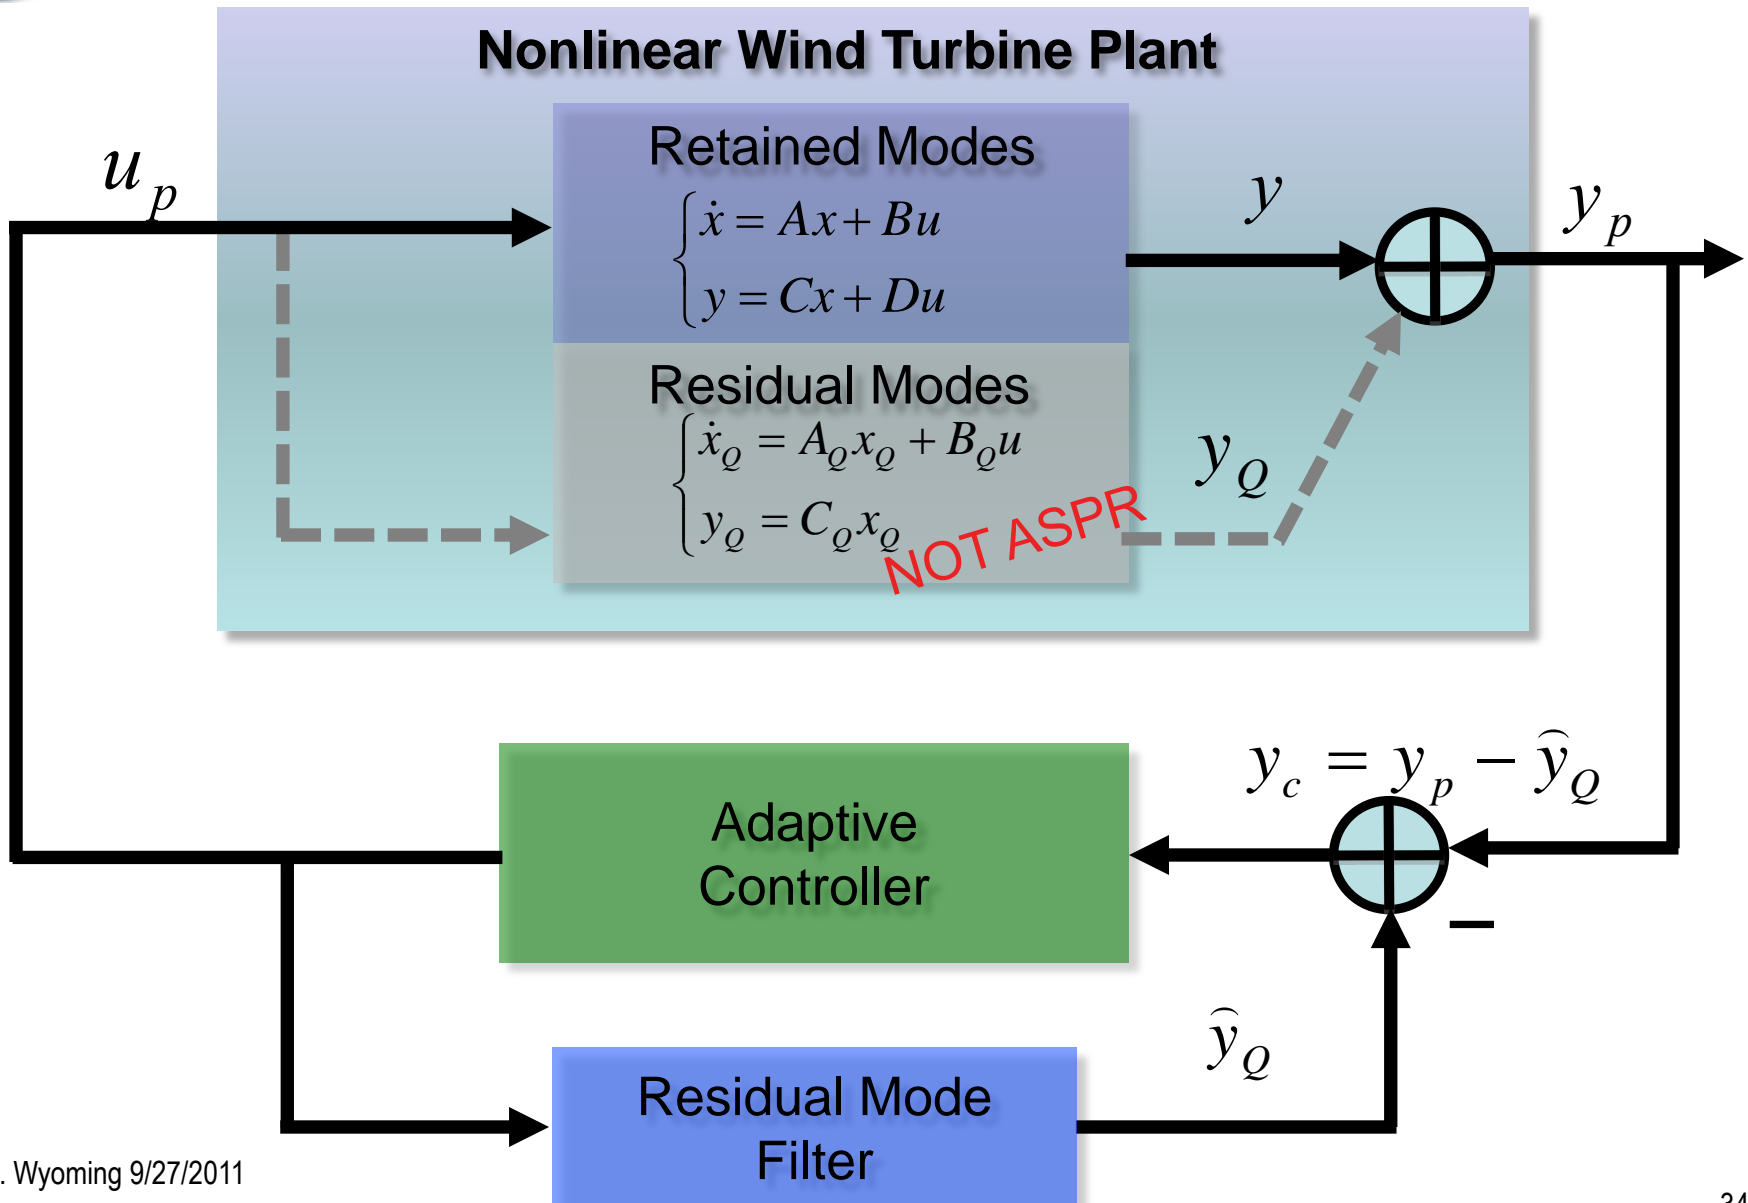 Nonlinear Wind Turbine Plant
Retained Modes
u_p
ẋ = Ax + Bu
y = Cx + Du
y
y_p
Residual Modes
ẋ_Q = A_Q x_Q + B_Q u
y_Q = C_Q x_Q
y_Q
NOT ASPR
y_c = y_p − ŷ_Q
Adaptive
Controller
−
ŷ_Q
Residual Mode
Filter
. Wyoming 9/27/2011